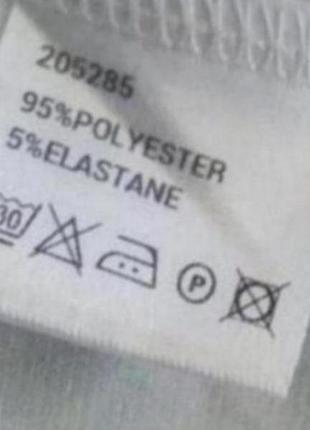 205285
95%POLYESTER
5%ELASTANE
30 P